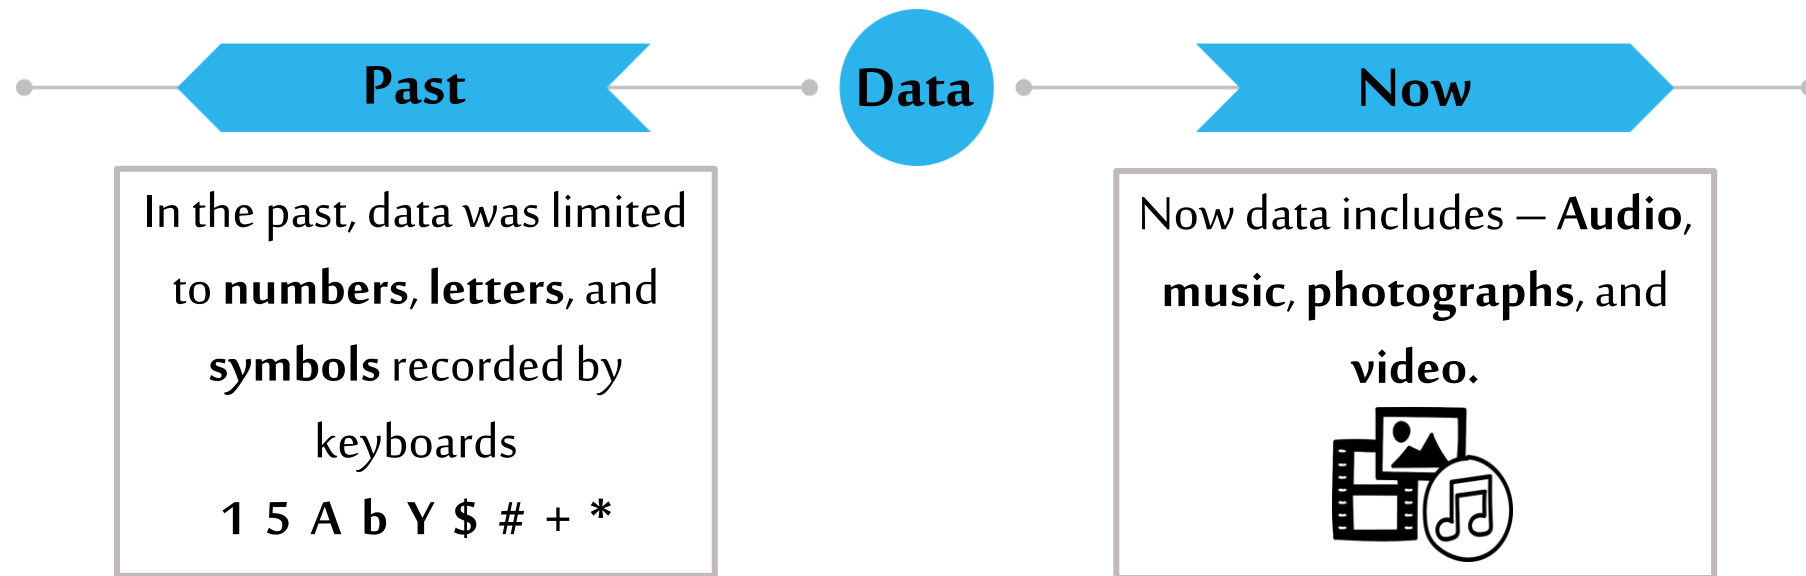 Past
Data
Now
In the past, data was limited
to numbers, letters, and
symbols recorded by
keyboards
1 5 A b Y $ # + *
Now data includes – Audio,
music, photographs, and
video.